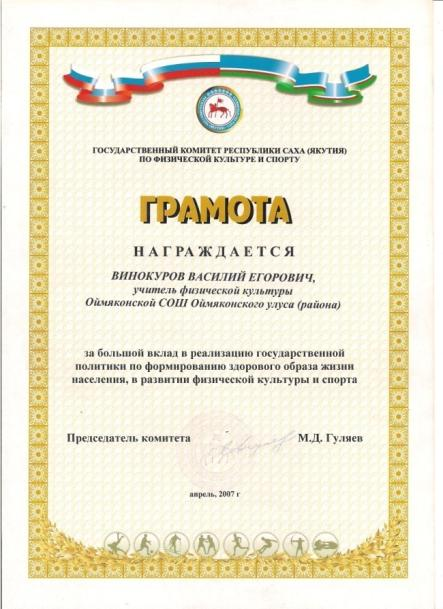 ГОСУДАРСТВЕННЫЙ КОМИТЕТ РЕСПУБЛИКИ САХА (ЯКУТИЯ)
ПО ФИЗИЧЕСКОЙ КУЛЬТУРЕ И СПОРТУ
ГРАМОТА
НАГРАЖДАЕТСЯ
ВИНОКУРОВ ВАСИЛИЙ ЕГОРОВИЧ,
учитель физической культуры
Оймяконской СОШ Оймяконского улуса (района)
за большой вклад в реализацию государственной
политики по формированию здорового образа жизни
населения, в развитии физической культуры и спорта
Председатель комитета М.Д. Гуляев
апрель, 2007 г